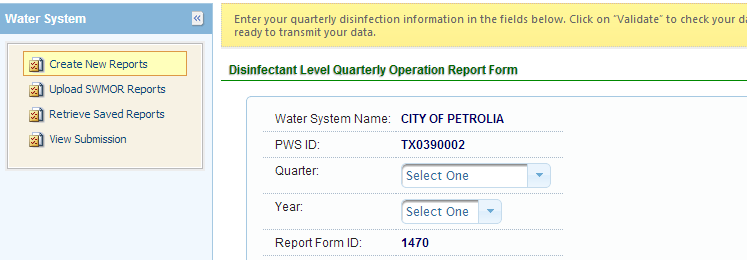 Water System
Create New Reports
Upload SWMOR Reports
Retrieve Saved Reports
View Submission
Enter your quarterly disinfection information in the fields below. Click on "Validate" to check your da
ready to transmit your data.
Disinfectant Level Quarterly Operation Report Form
Water System Name: CITY OF PETROLIA
PWS ID: TX0390002
Quarter: Select One
Year: Select One
Report Form ID: 1470